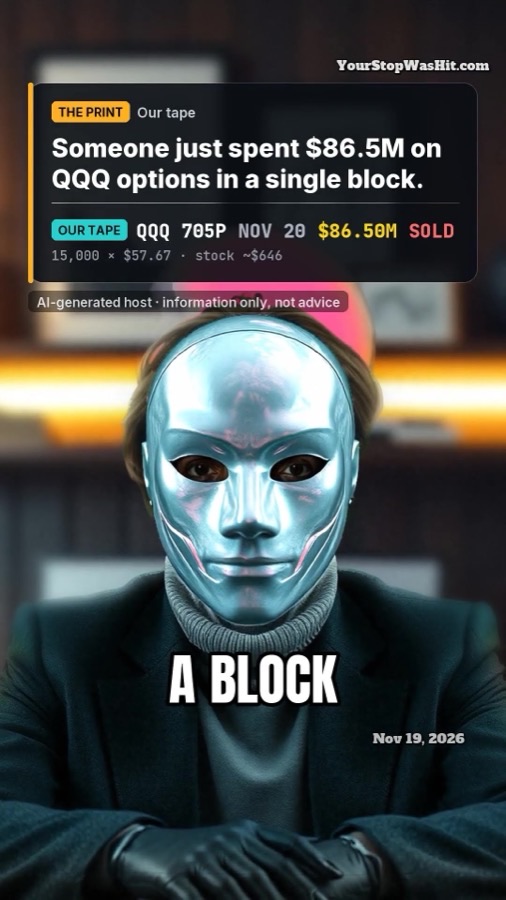 YourStopWasHit.com
THE PRINT Our tape
Someone just spent $86.5M on
QQQ options in a single block.
OUR TAPE QQQ 705P NOV 20 $86.50M SOLD
15,000 × $57.67 · stock ~$646
AI-generated host · information only, not advice
A BLOCK
Nov 19, 2026